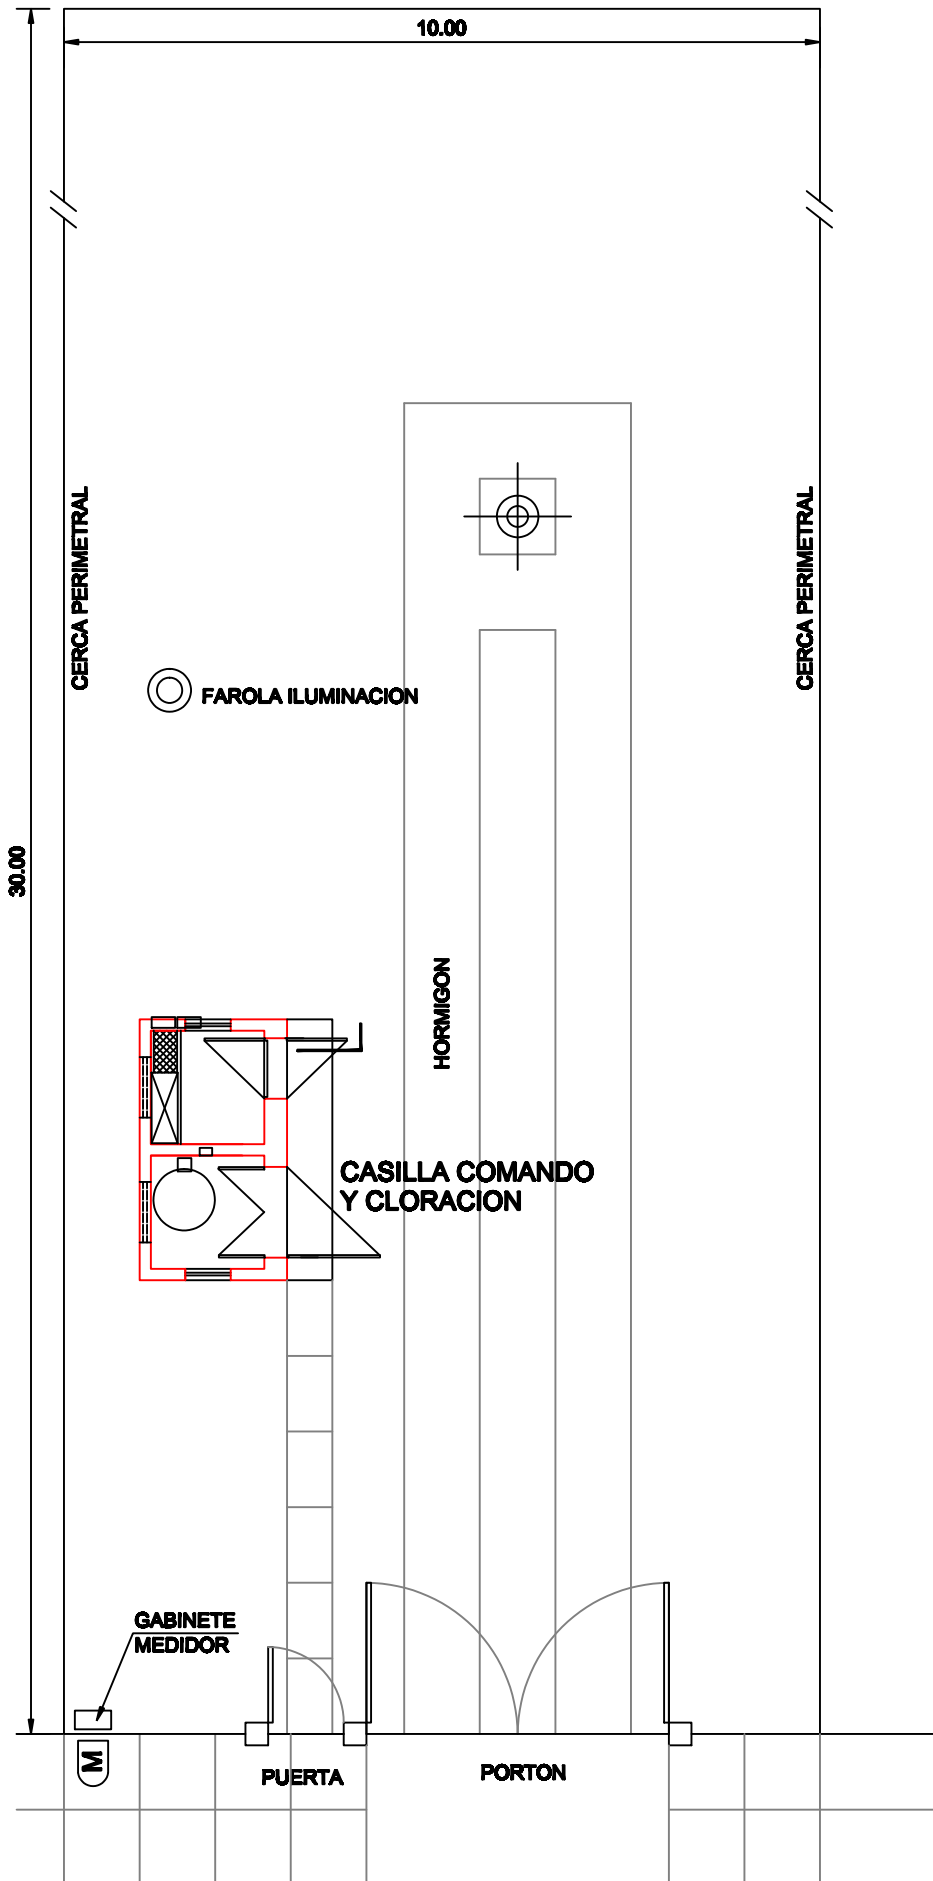 10.00
CERCA PERIMETRAL
CERCA PERIMETRAL
FAROLA ILUMINACION
30.00
HORMIGON
CASILLA COMANDO
Y CLORACION
GABINETE
MEDIDOR
M
PUERTA
PORTON